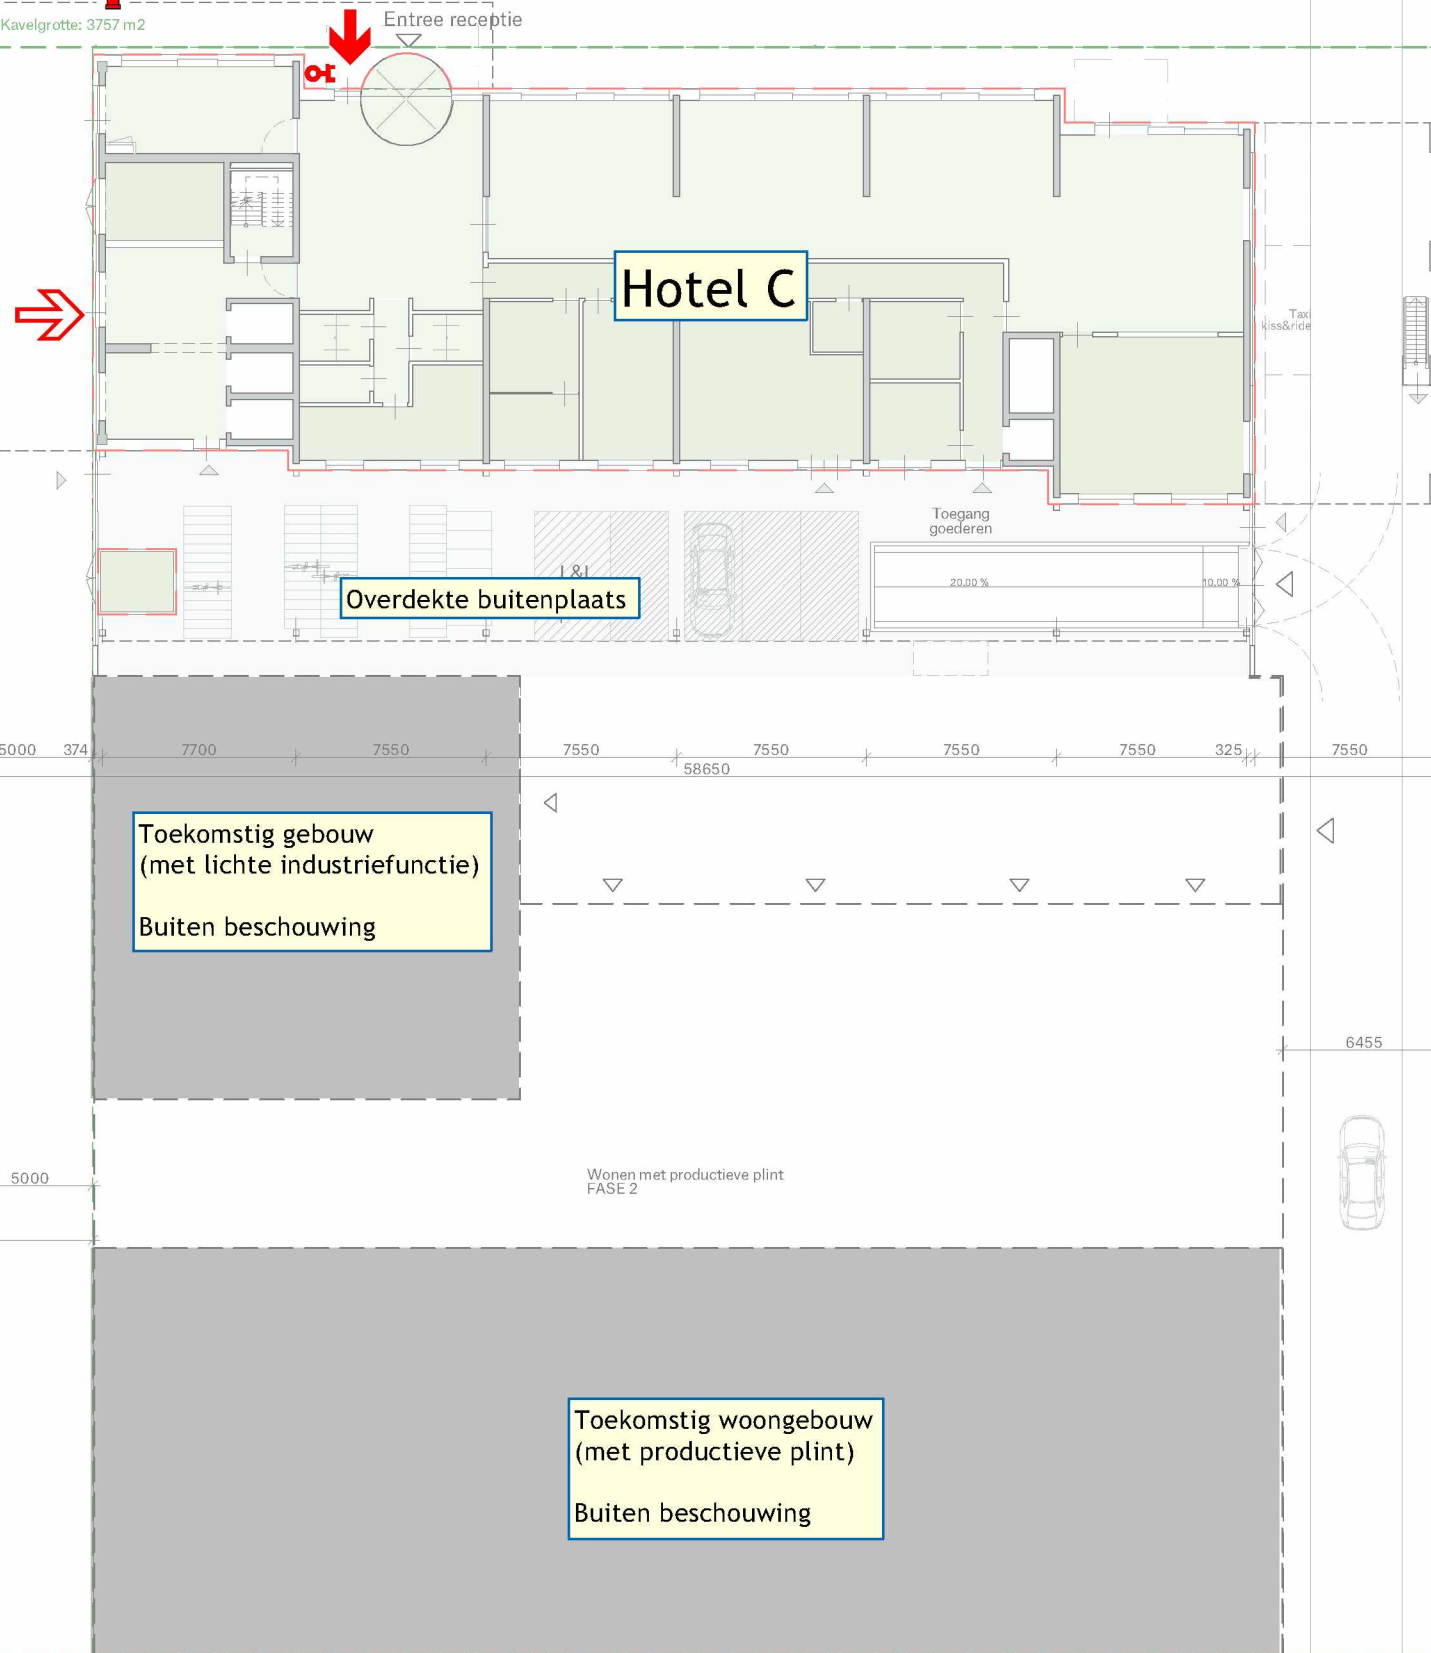 Kavelgrotte: 3757 m2
Entree receptie
Hotel C
Taxi
kiss&ride
Toegang
goederen
L&L
20,00 %
10,00 %
Overdekte buitenplaats
5000
374
7700
7550
7550
7550
7550
7550
325
7550
58650
Toekomstig gebouw
(met lichte industriefunctie)
Buiten beschouwing
6455
5000
Wonen met productieve plint
FASE 2
Toekomstig woongebouw
(met productieve plint)
Buiten beschouwing